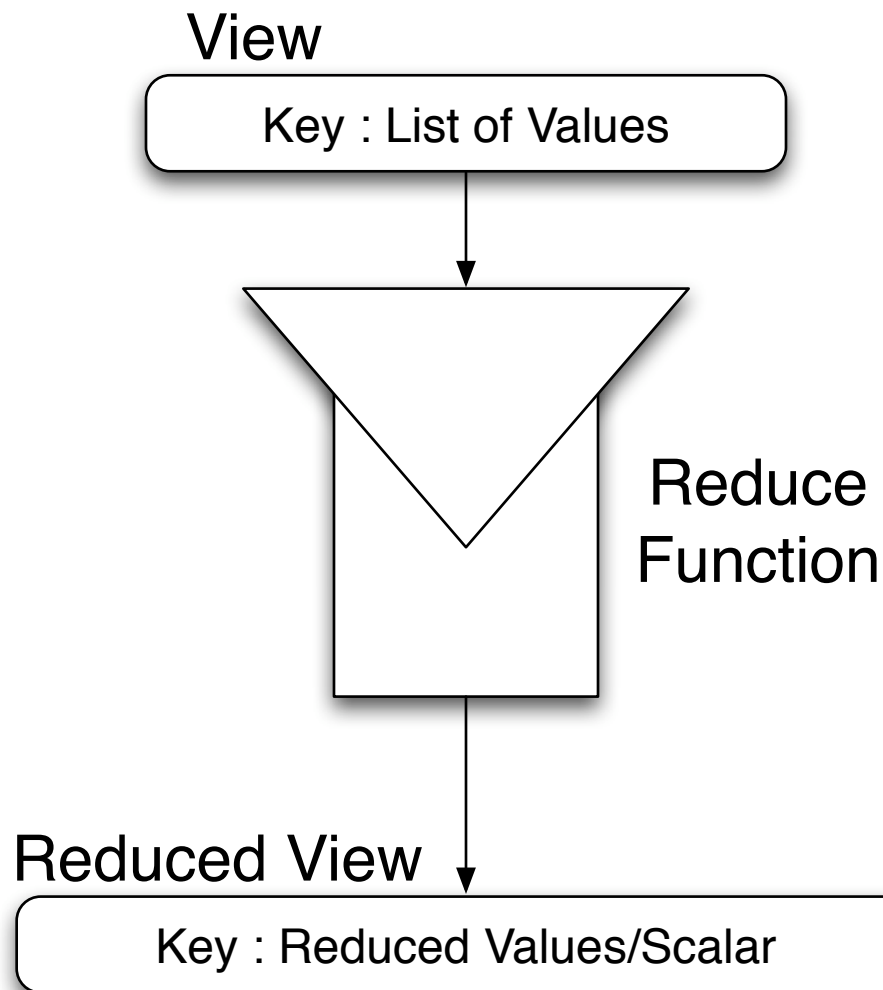 View
Key : List of Values
Reduce
Function
Reduced View
Key : Reduced Values/Scalar